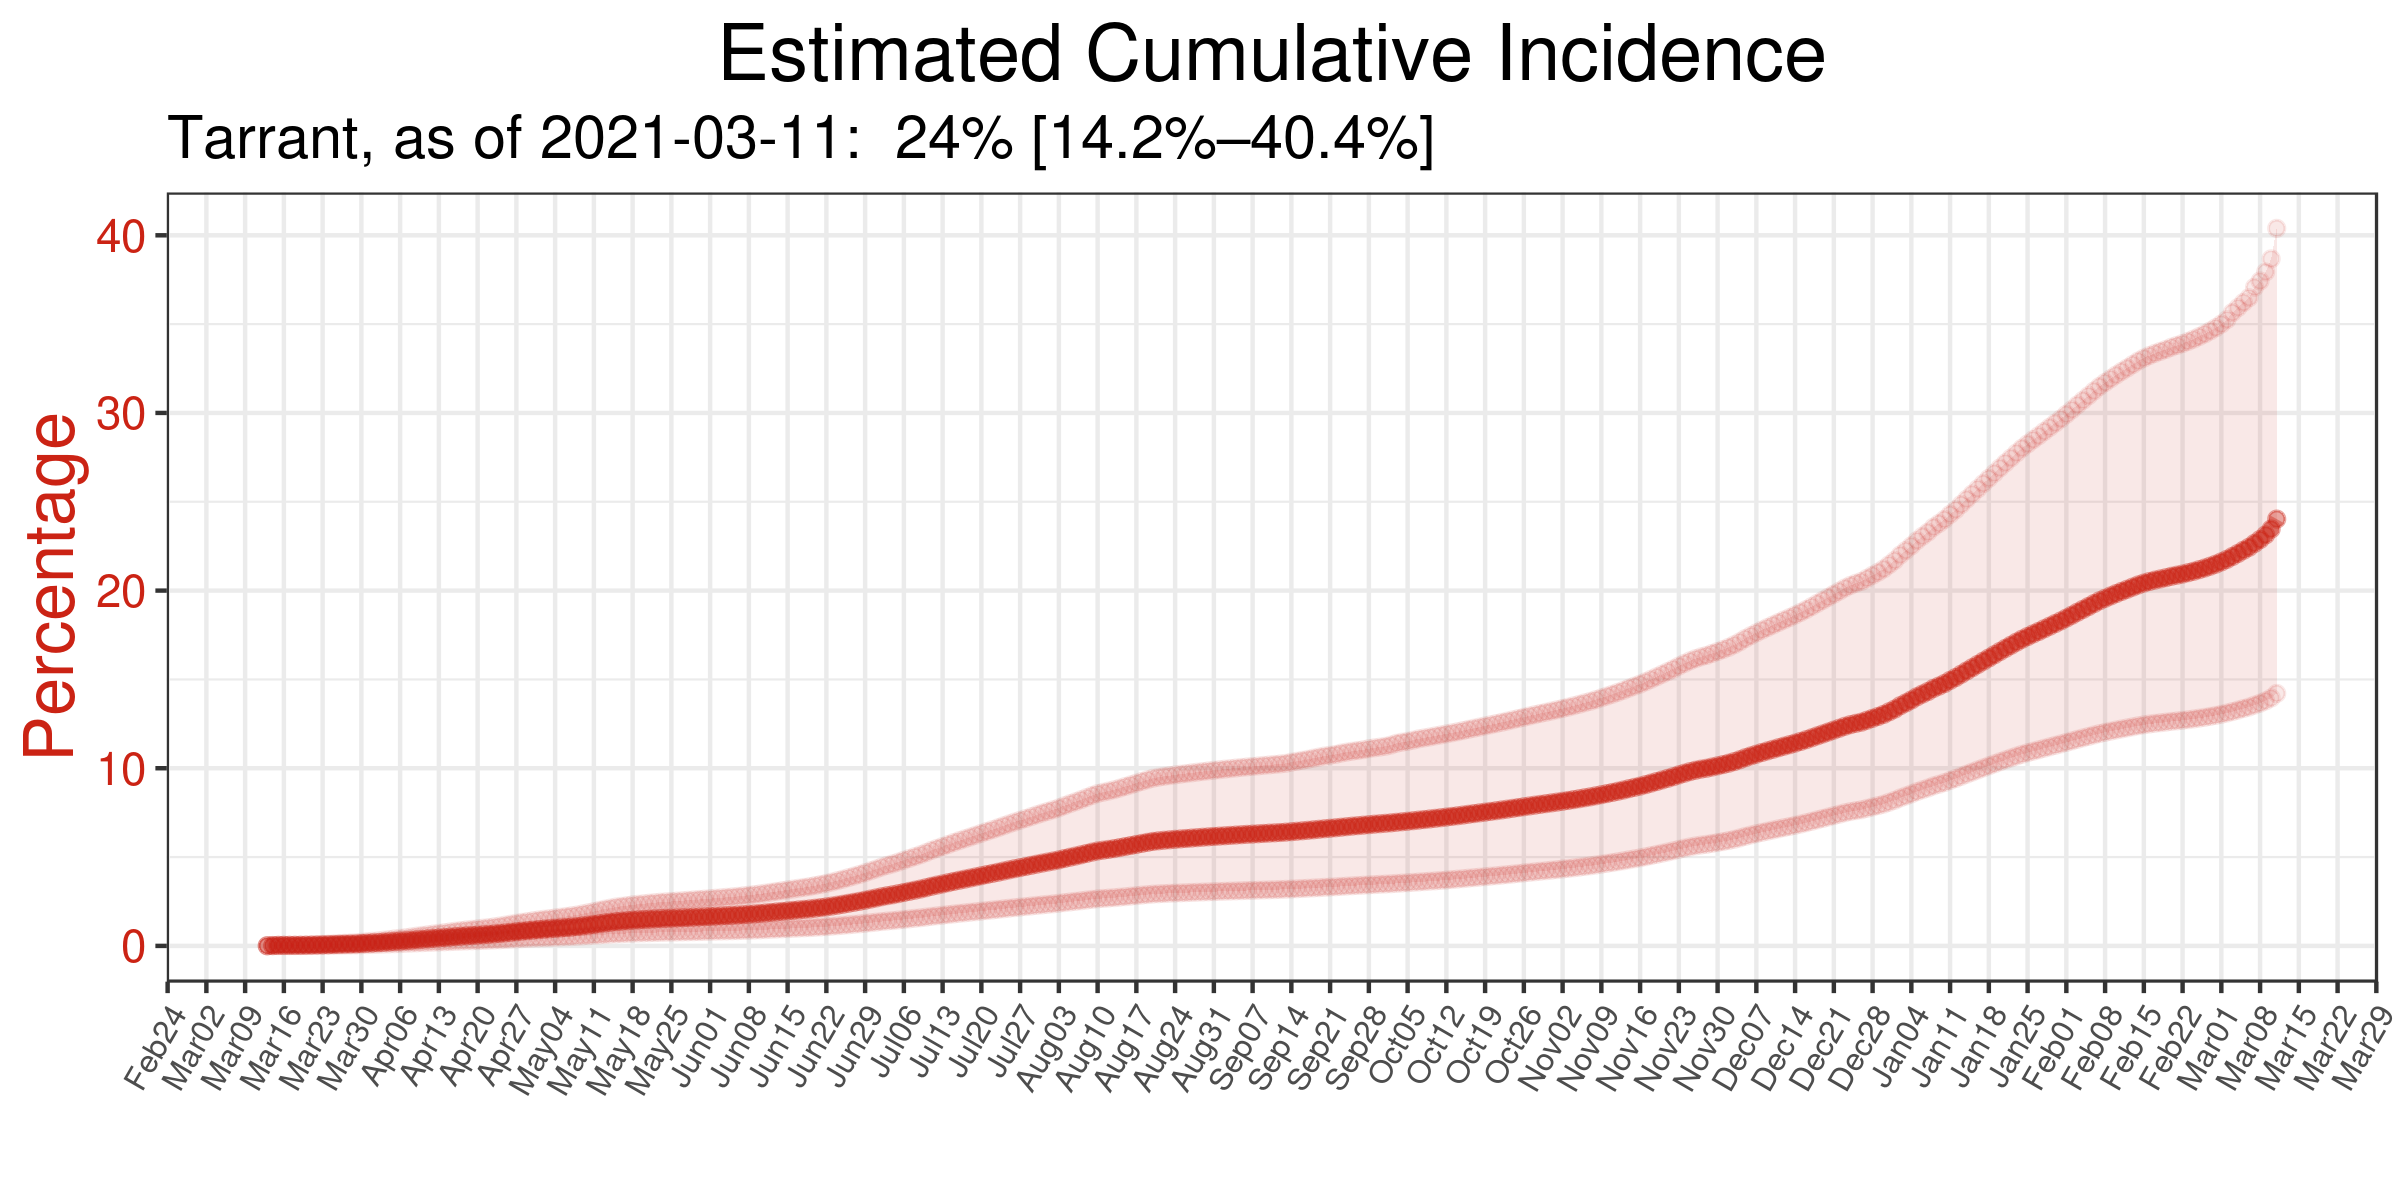 Estimated Cumulative Incidence
Tarrant, as of 2021-03-11:  24% [14.2%–40.4%]
Percentage
40
30
20
10
0
Feb24
Mar02
Mar09
Mar16
Mar23
Mar30
Apr06
Apr13
Apr20
Apr27
May04
May11
May18
May25
Jun01
Jun08
Jun15
Jun22
Jun29
Jul06
Jul13
Jul20
Jul27
Aug03
Aug10
Aug17
Aug24
Aug31
Sep07
Sep14
Sep21
Sep28
Oct05
Oct12
Oct19
Oct26
Nov02
Nov09
Nov16
Nov23
Nov30
Dec07
Dec14
Dec21
Dec28
Jan04
Jan11
Jan18
Jan25
Feb01
Feb08
Feb15
Feb22
Mar01
Mar08
Mar15
Mar22
Mar29